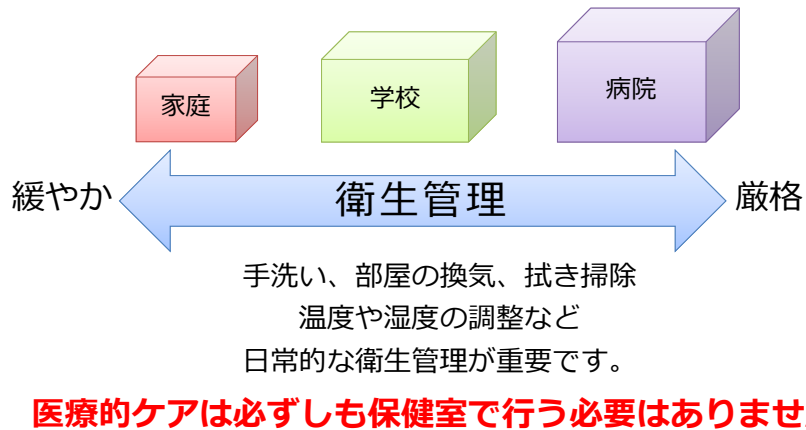 家庭
学校
病院
緩やか
衛生管理
厳格
手洗い、部屋の換気、拭き掃除
温度や湿度の調整など
日常的な衛生管理が重要です。
医療的ケアは必ずしも保健室で行う必要はありませ